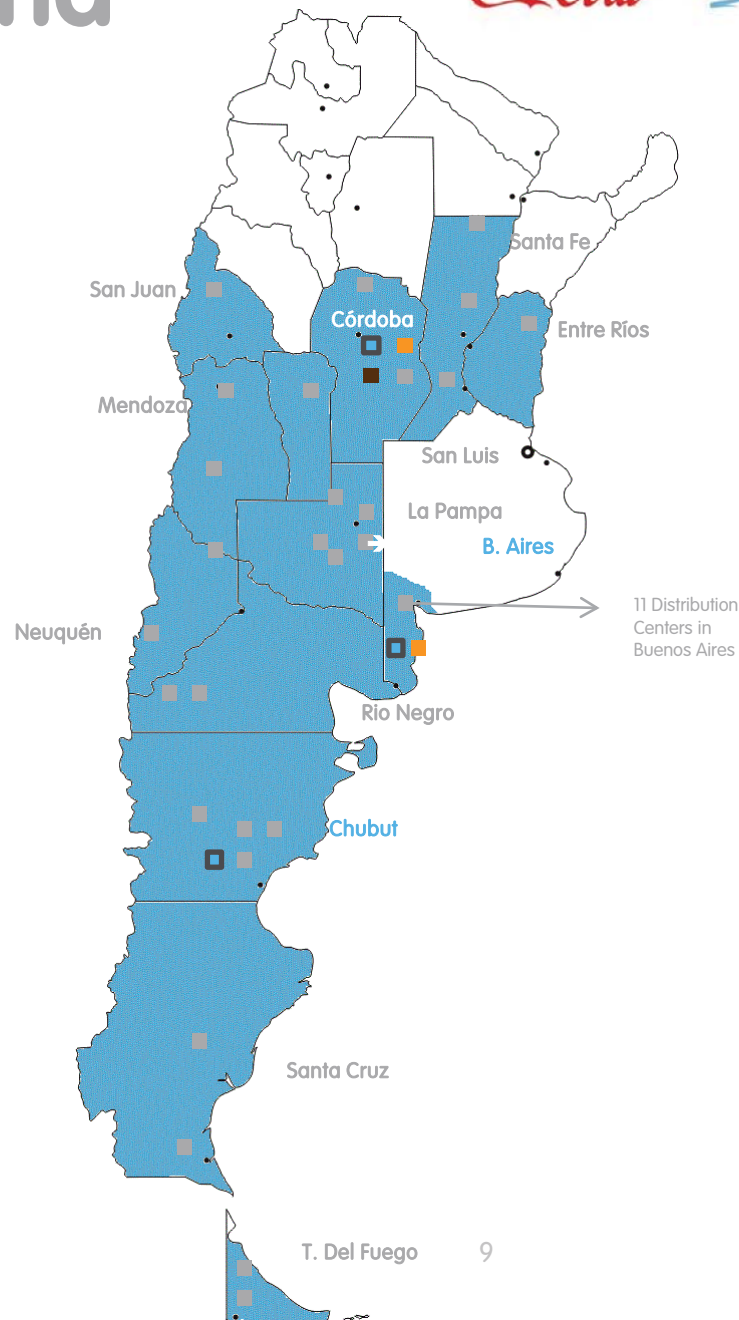 Santa Fe
San Juan
Córdoba
Entre Ríos
Mendoza
San Luis
La Pampa
B. Aires
11 Distribution
Centers in
Buenos Aires
Neuquén
Rio Negro
Chubut
Santa Cruz
T. Del Fuego
9